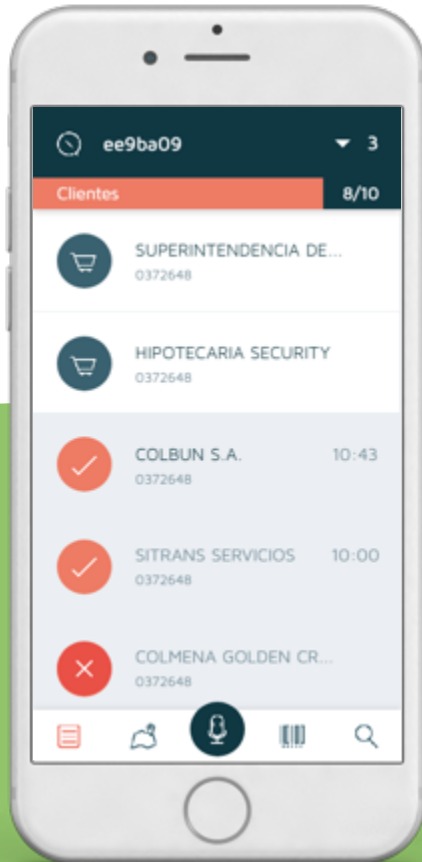 ee9ba09 3
Clientes 8/10
SUPERINTENDENCIA DE...
0372648
HIPOTECARIA SECURITY
0372648
COLBUN S.A. 10:43
0372648
SITRANS SERVICIOS 10:00
0372648
COLMENA GOLDEN CR...
0372648